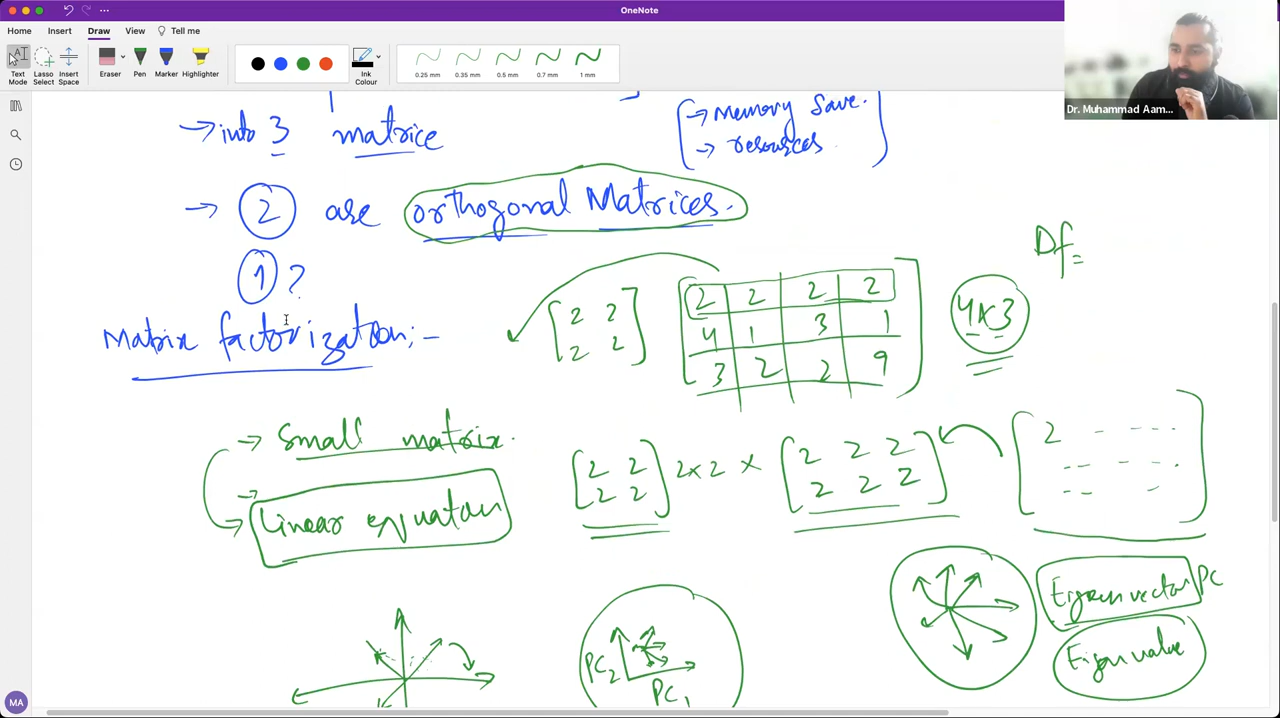 OneNote
Home Insert Draw View Tell me
Text Mode
Lasso Select
Insert Space
Eraser
Pen
Marker
Highlighter
Ink Colour
0.25 mm 0.35 mm 0.5 mm 0.7 mm 1 mm
Dr. Muhammad Aam...
→ into 3 matrice
→ Memory Save.
→ resources
→ 2 are orthogonal Matrices.
1 ?
Df=
2 2
2 2
2 2 2 2
4 1 3 1
3 2 2 9
4x3
Matrix factorization:-
→ Small matrix.
→ Linear equation
2 2
2 2
2x2 x
2 2 2
2 2 2
2 - - - - -
Eigen vector PC
Eigen value
PC2
PC1
MA